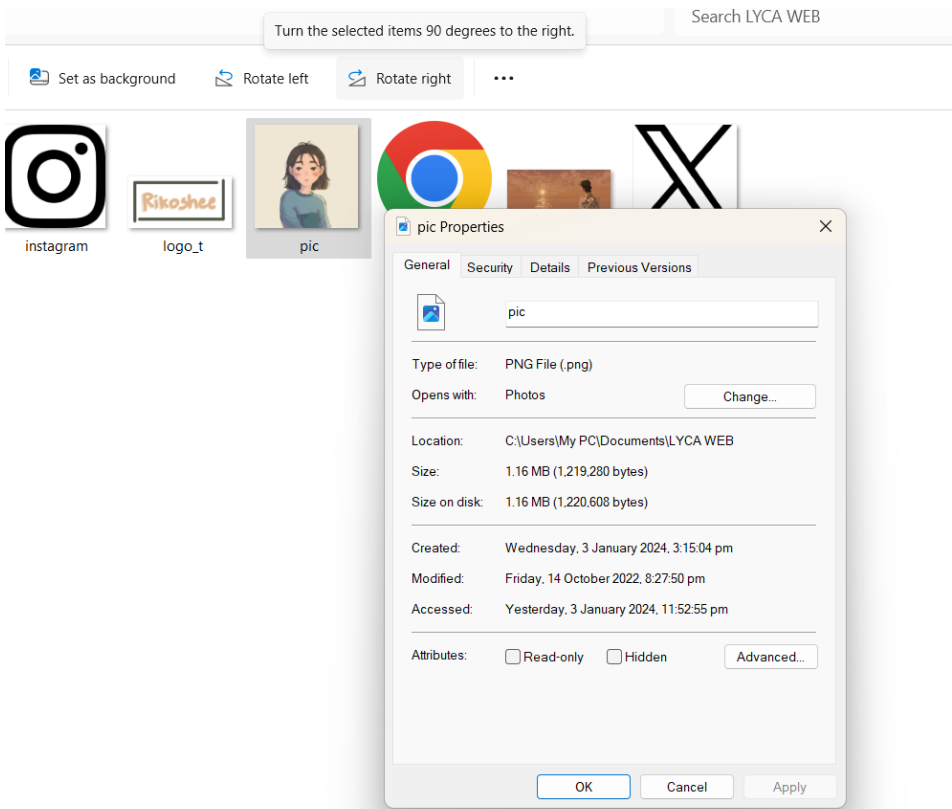 Search LYCA WEB
Turn the selected items 90 degrees to the right.
Set as background
Rotate left
Rotate right
Rikoshee
instagram
logo_t
pic
pic Properties
General
Security
Details
Previous Versions
pic
Type of file: PNG File (.png)
Opens with: Photos
Change...
Location: C:\Users\My PC\Documents\LYCA WEB
Size: 1.16 MB (1,219,280 bytes)
Size on disk: 1.16 MB (1,220,608 bytes)
Created: Wednesday, 3 January 2024, 3:15:04 pm
Modified: Friday, 14 October 2022, 8:27:50 pm
Accessed: Yesterday, 3 January 2024, 11:52:55 pm
Attributes: Read-only Hidden Advanced...
OK Cancel Apply